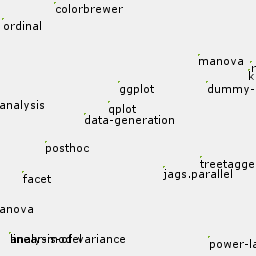 colorbrewer
ordinal
manova
k
ggplot
dummy-
analysis
qplot
data-generation
posthoc
treetagge
jags.parallel
facet
anova
linear-model
analysis-of-variance
power-la